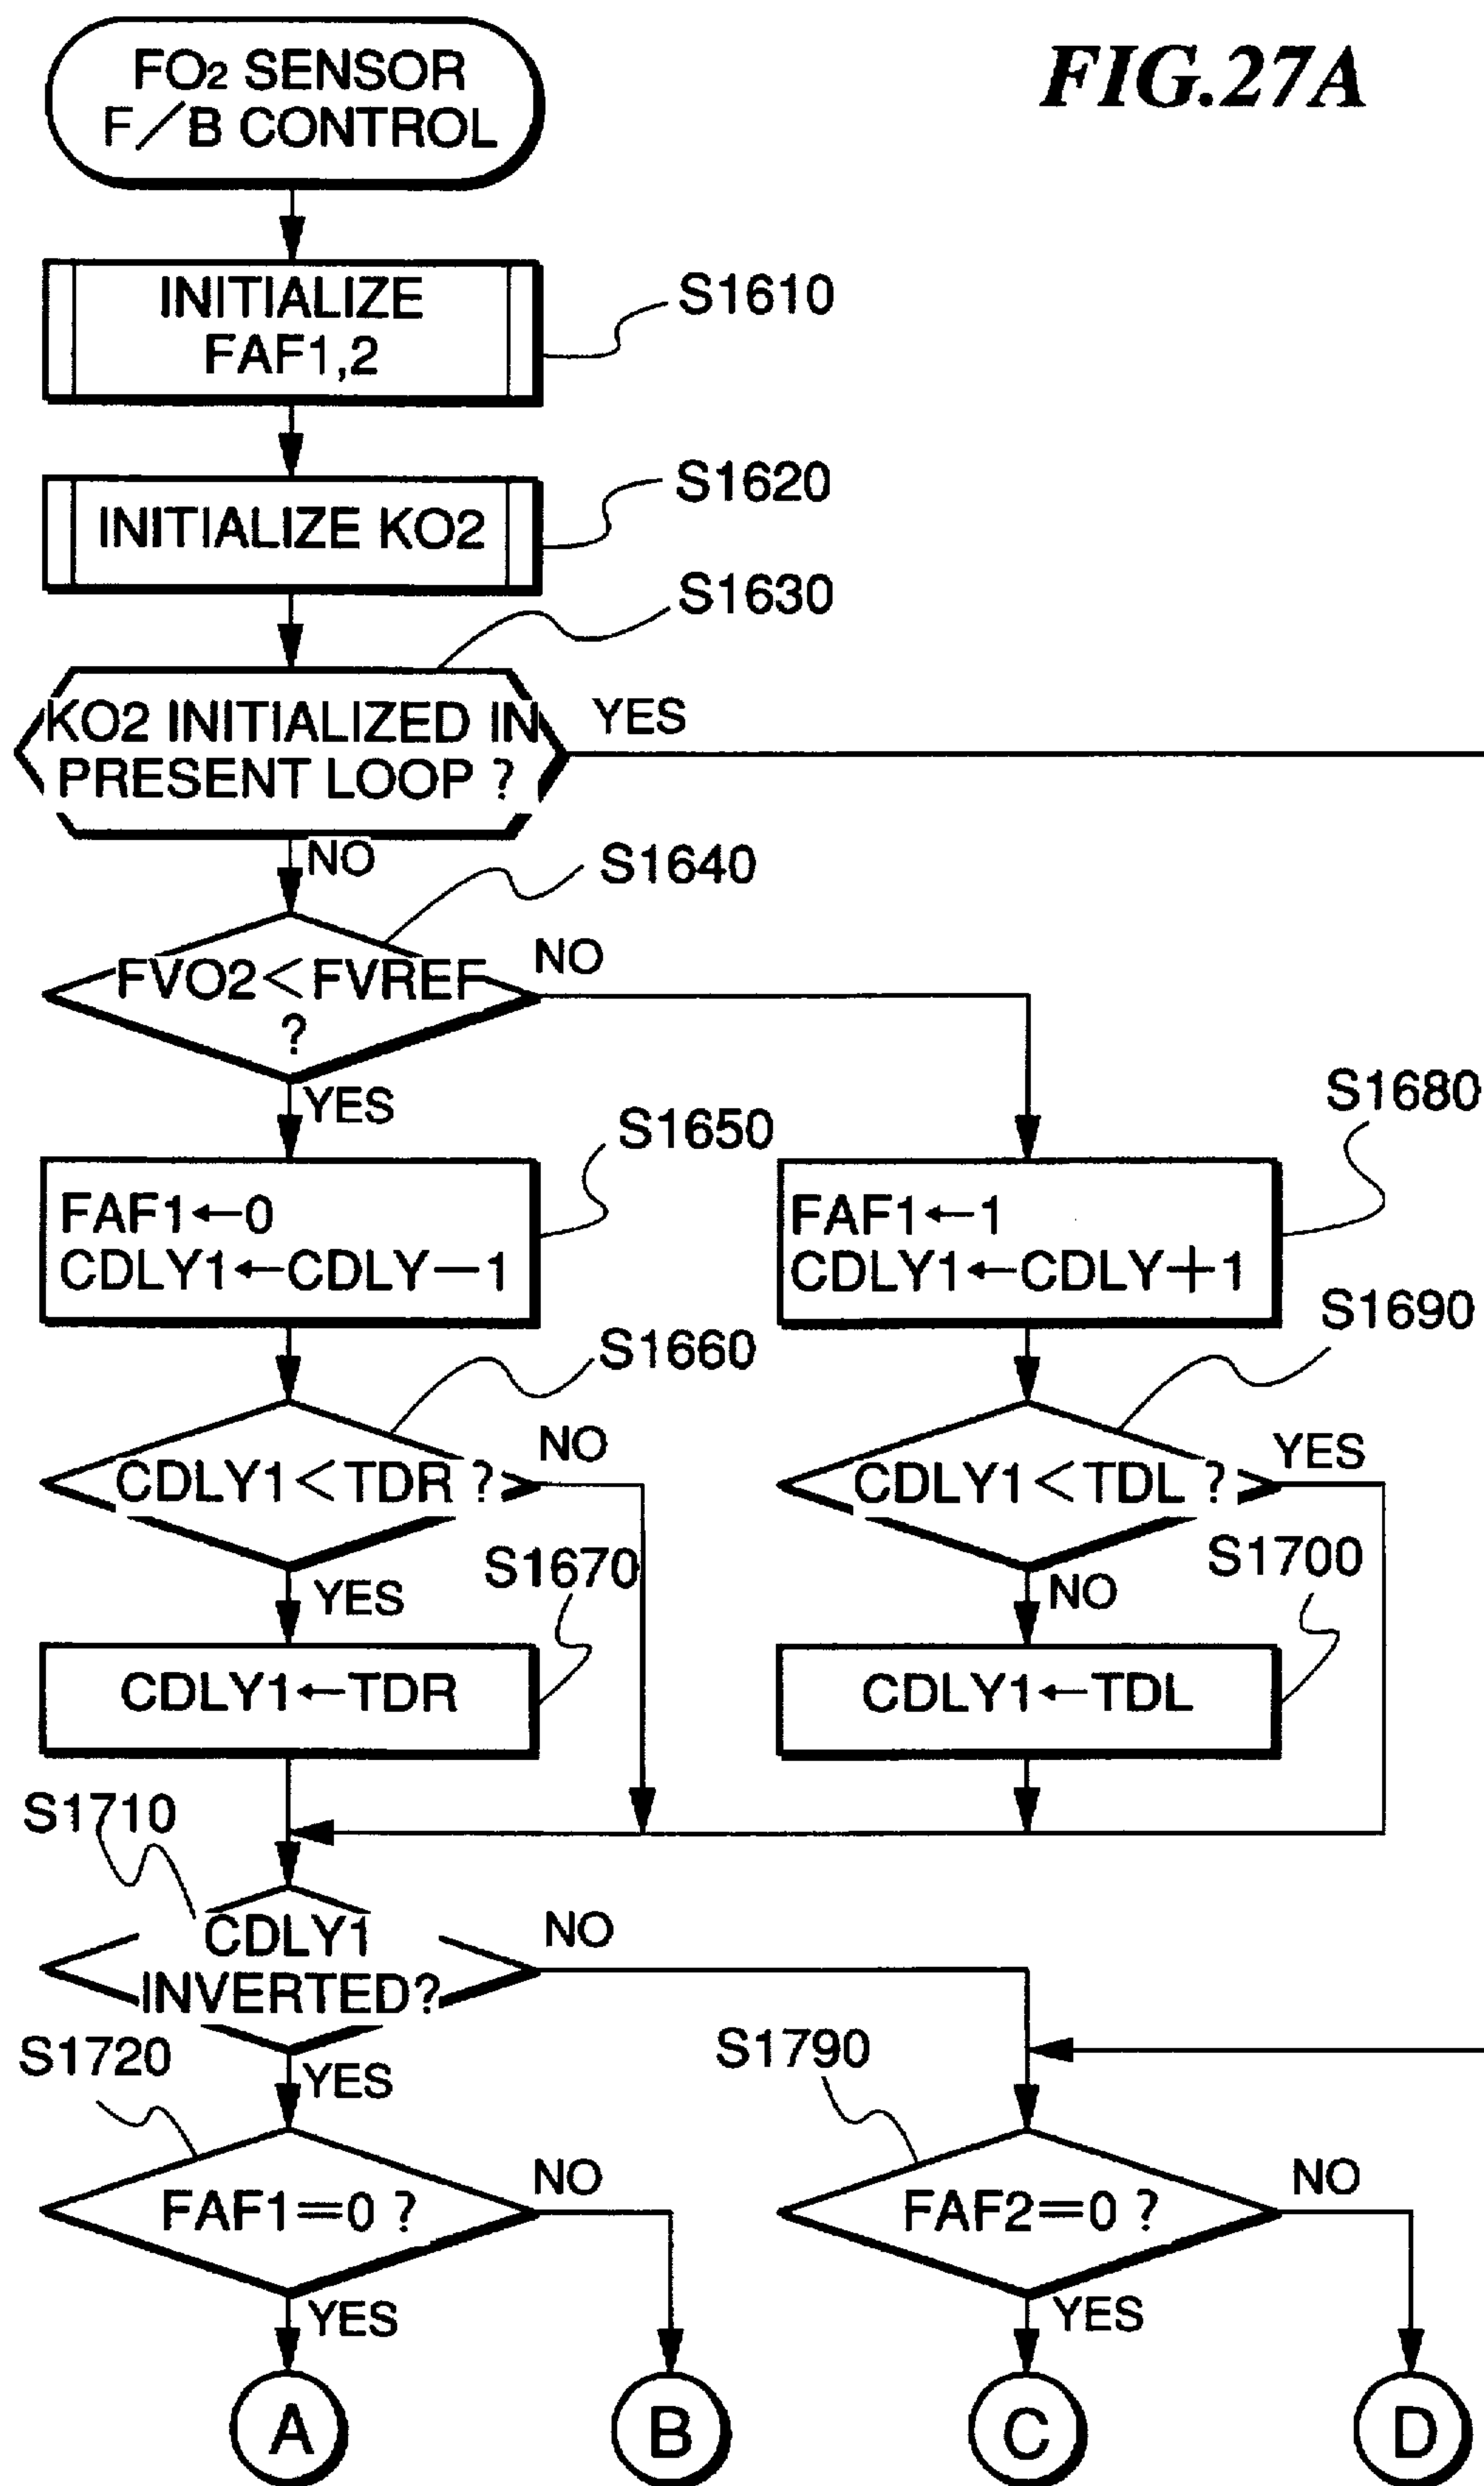 FIG.27A
FO2 SENSOR
F/B CONTROL
INITIALIZE
FAF1,2
S1610
INITIALIZE KO2
S1620
S1630
KO2 INITIALIZED IN
PRESENT LOOP ?
YES
NO
S1640
FVO2<FVREF
?
NO
YES
S1650
FAF1←0
CDLY1←CDLY−1
S1680
FAF1←1
CDLY1←CDLY+1
S1660
CDLY1<TDR ?
NO
YES
S1690
CDLY1<TDL ?
YES
NO
S1670
CDLY1←TDR
S1700
CDLY1←TDL
S1710
CDLY1
INVERTED?
NO
YES
S1720
FAF1=0 ?
NO
YES
S1790
FAF2=0 ?
NO
YES
A
B
C
D